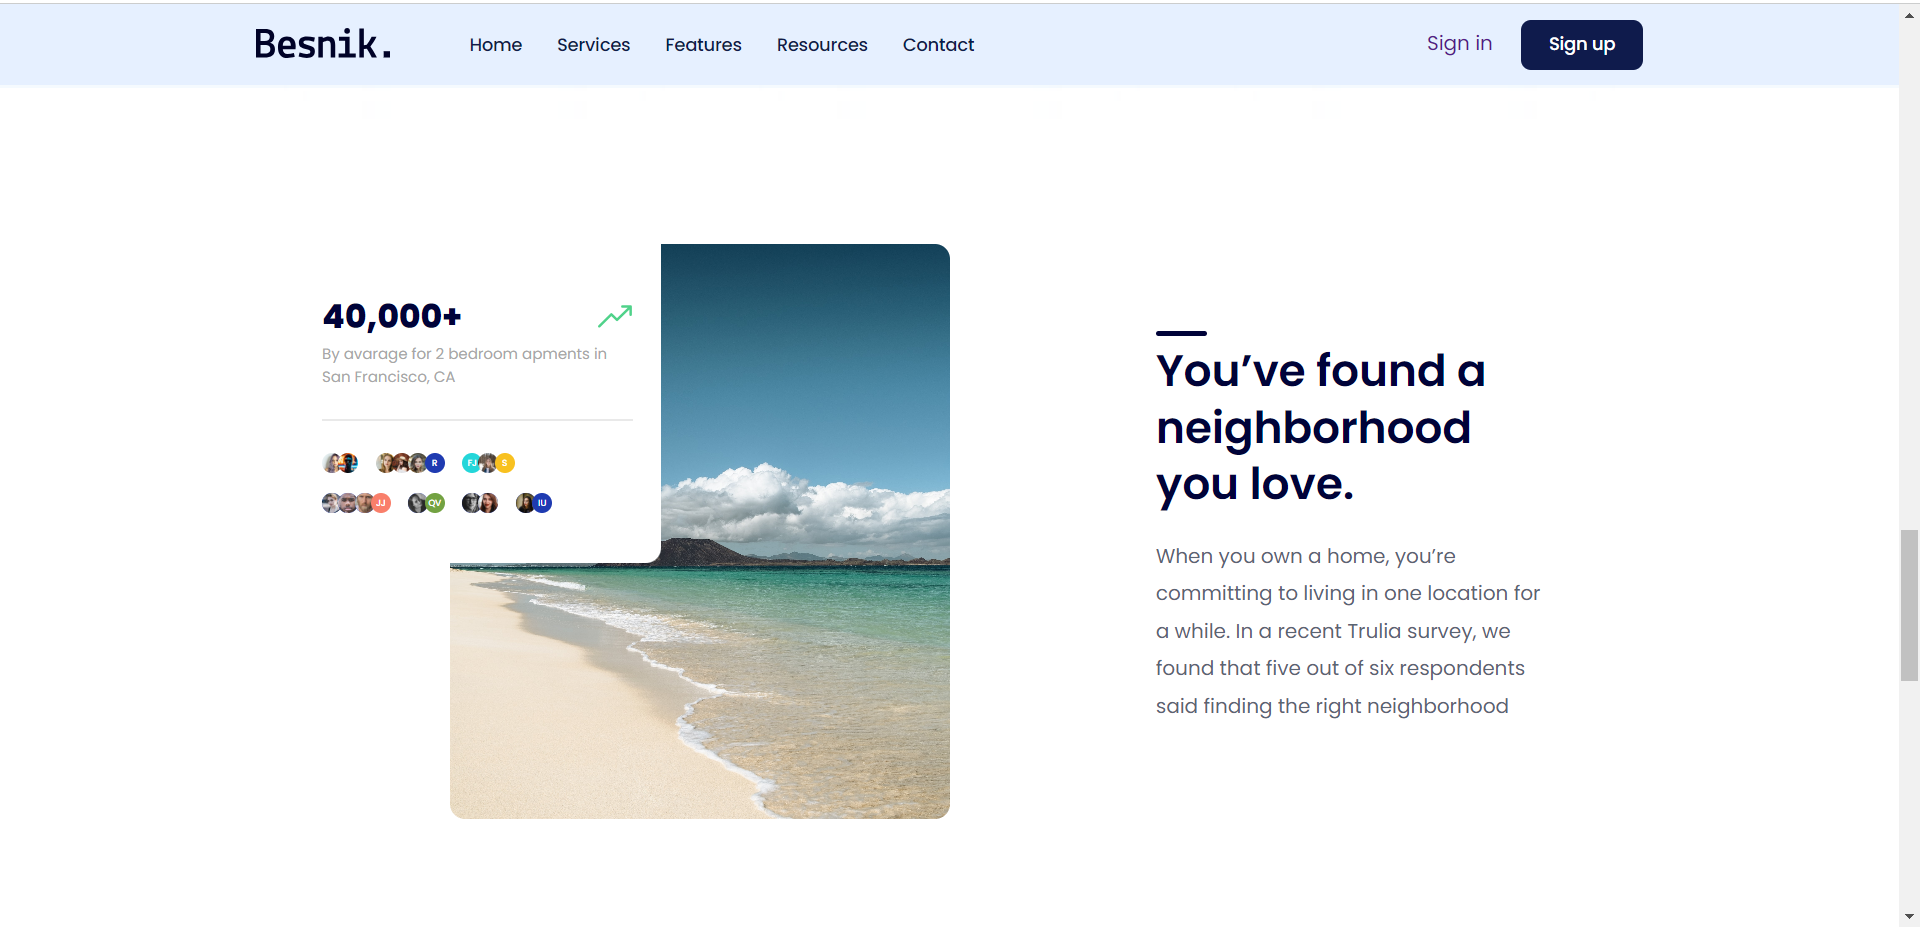 Besnik.
Home Services Features Resources Contact
Sign in
Sign up
40,000+
By avarage for 2 bedroom apments in
San Francisco, CA
R FJ S
JJ QV IU
You’ve found a
neighborhood
you love.
When you own a home, you’re
committing to living in one location for
a while. In a recent Trulia survey, we
found that five out of six respondents
said finding the right neighborhood